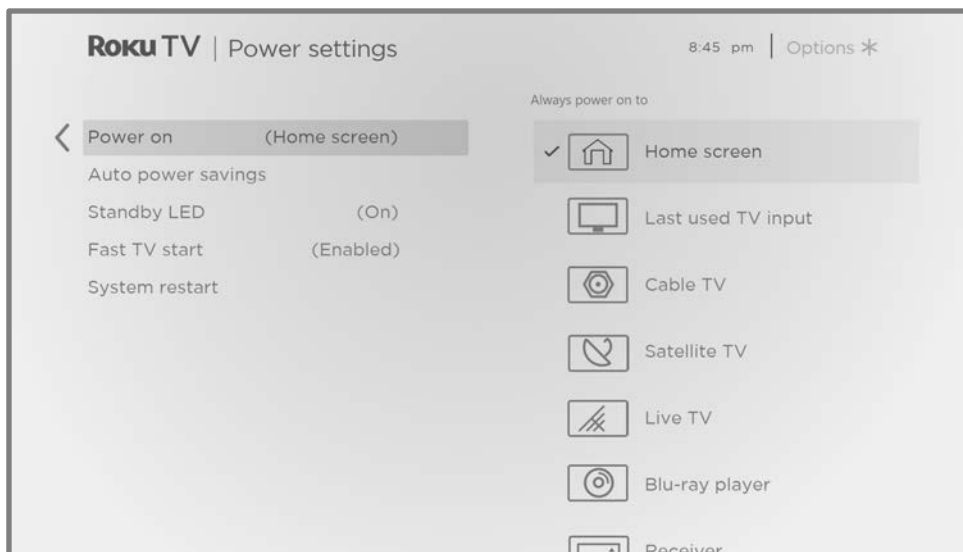 Roku TV | Power settings
8:45 pm | Options *
Always power on to
Power on (Home screen)
Auto power savings
Standby LED (On)
Fast TV start (Enabled)
System restart
Home screen
Last used TV input
Cable TV
Satellite TV
Live TV
Blu-ray player
Receiver